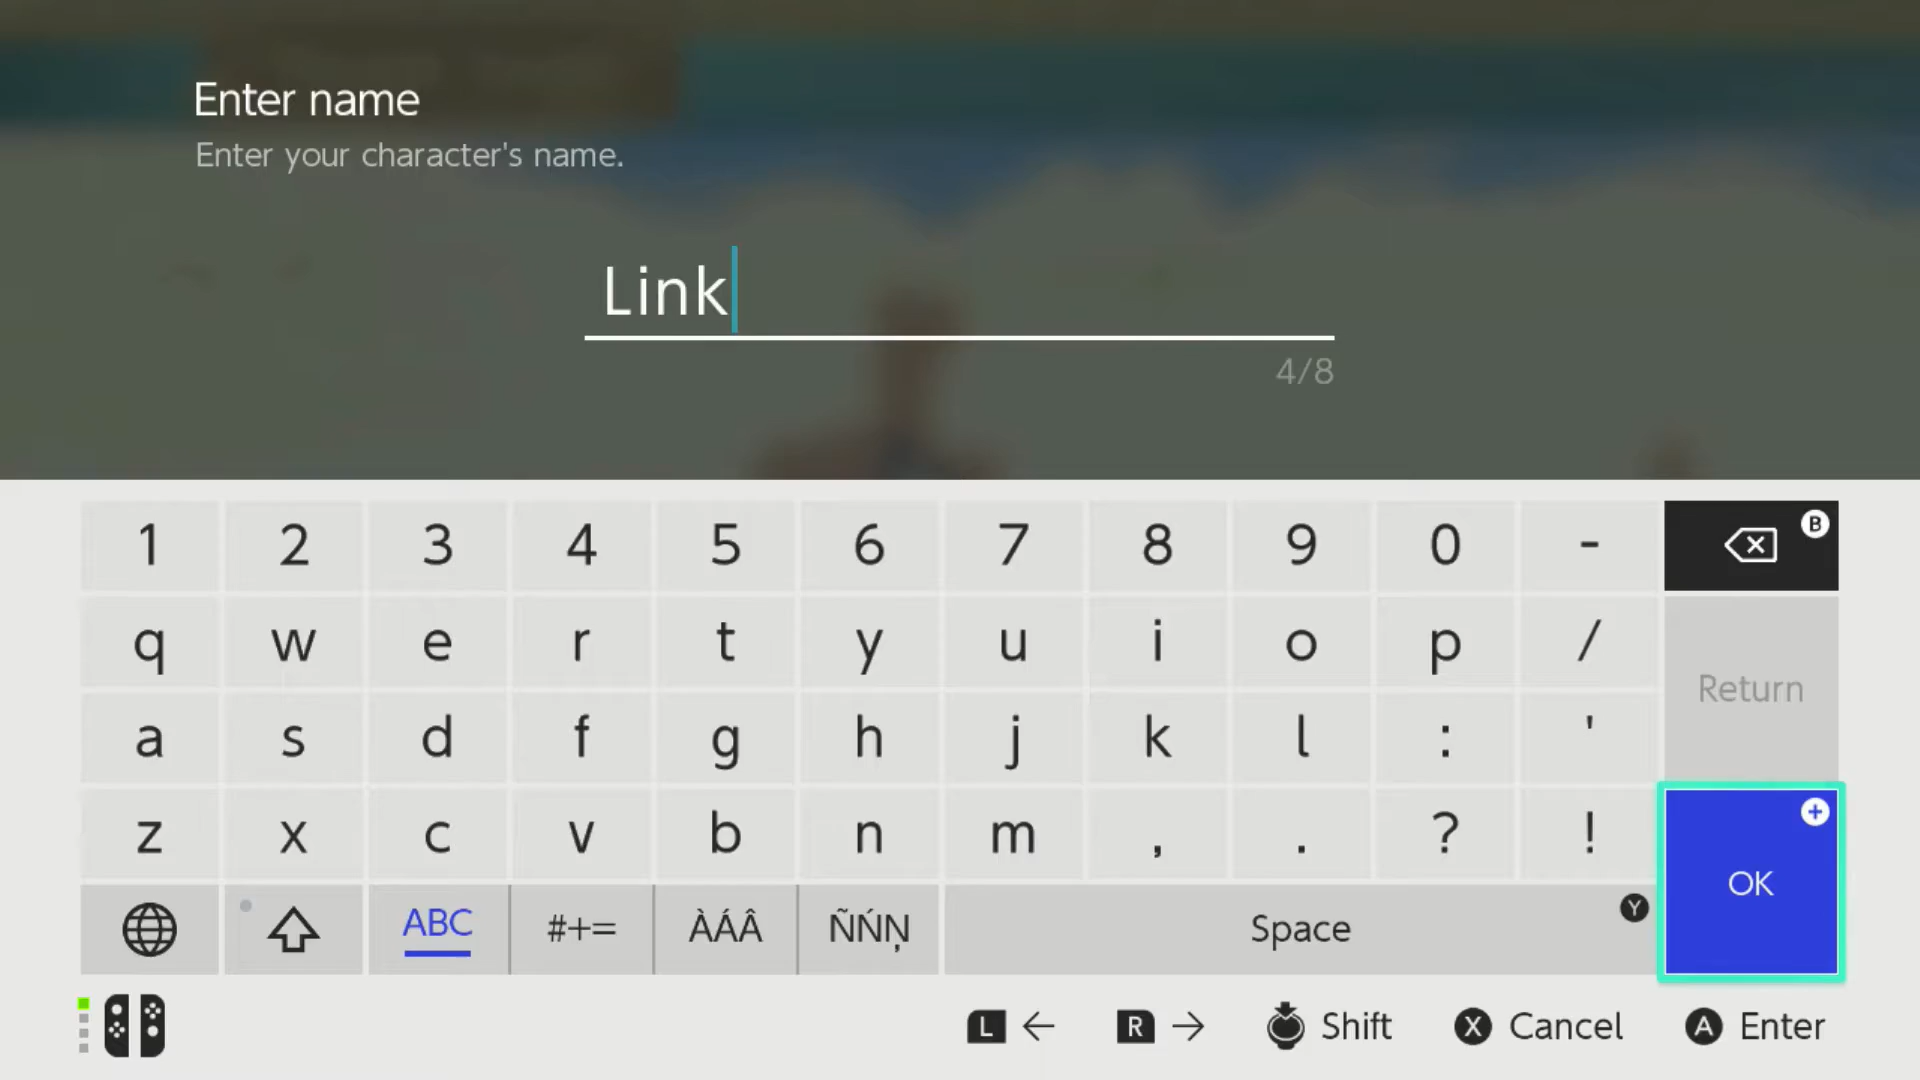 Enter name
Enter your character's name.
Link
4/8
1 2 3 4 5 6 7 8 9 0 - B
q w e r t y u i o p / Return
a s d f g h j k l : '
z x c v b n m , . ? ! + OK
ABC #+= ÀÁÂ ÑŃŅ Space Y
L ← R → Shift X Cancel A Enter